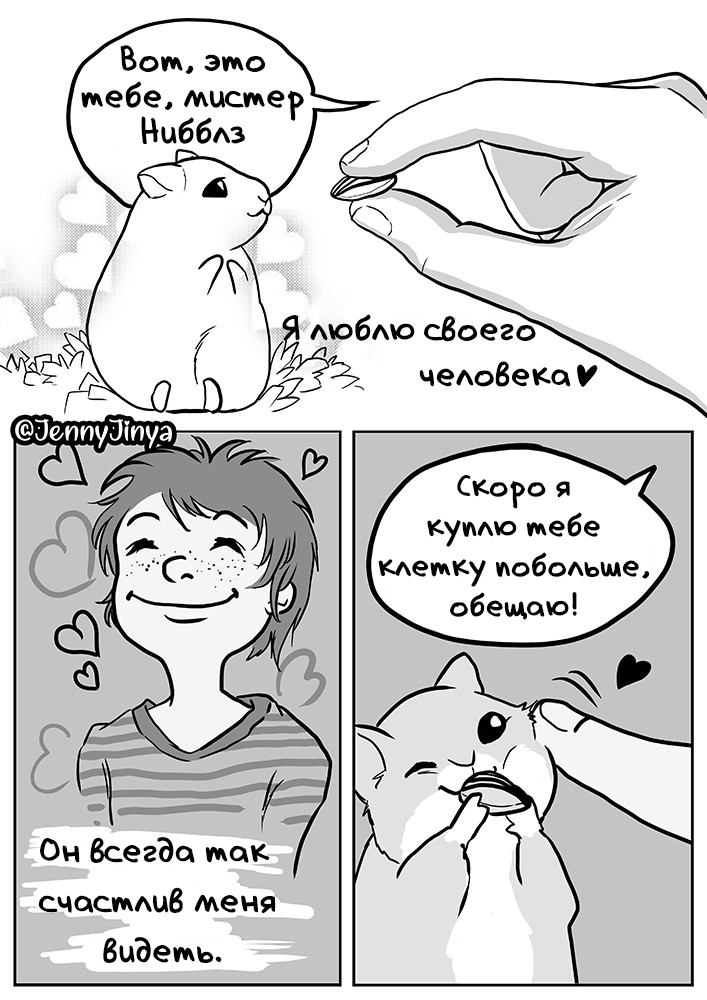 Вот, это
тебе, мистер
Нибблз
Я люблю своего
человека♥
@JennyJinya
Он всегда так
счастлив меня
видеть.
Скоро я
куплю тебе
клетку побольше,
обещаю!